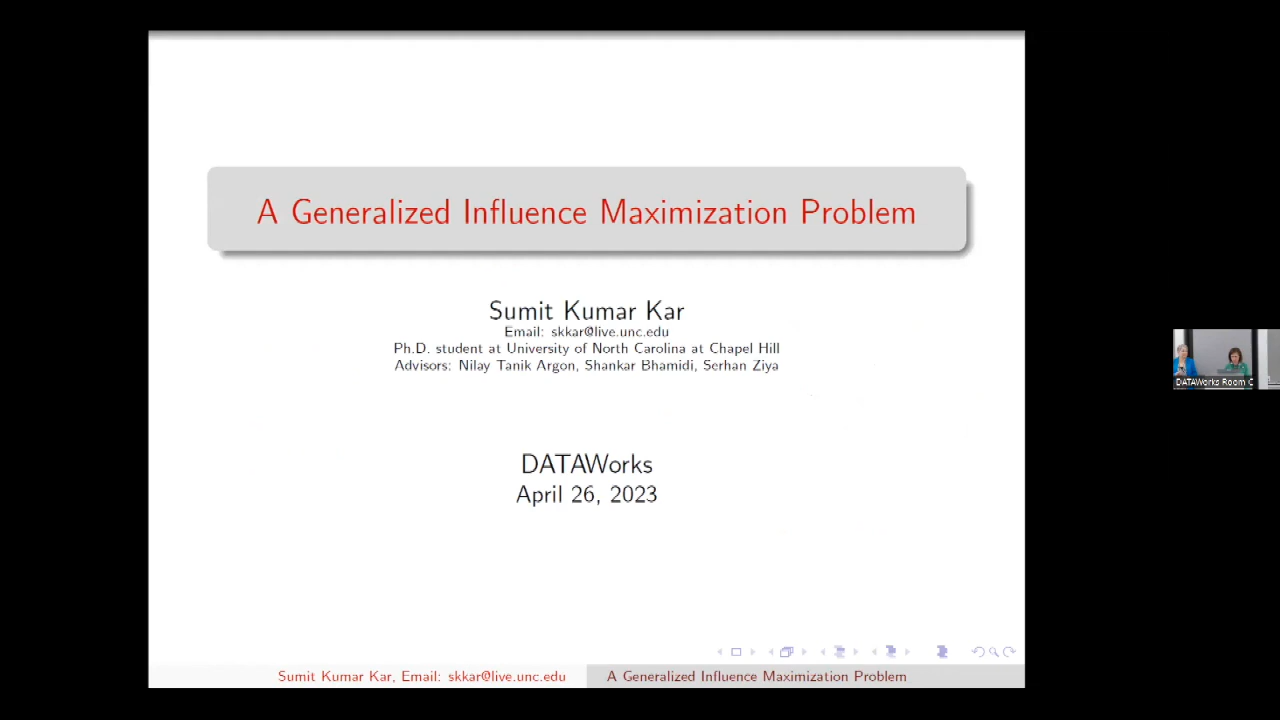 A Generalized Influence Maximization Problem
Sumit Kumar Kar
Email: skkar@live.unc.edu
Ph.D. student at University of North Carolina at Chapel Hill
Advisors: Nilay Tanik Argon, Shankar Bhamidi, Serhan Ziya
DATAWorks Room C
DATAWorks
April 26, 2023
Sumit Kumar Kar, Email: skkar@live.unc.edu
A Generalized Influence Maximization Problem